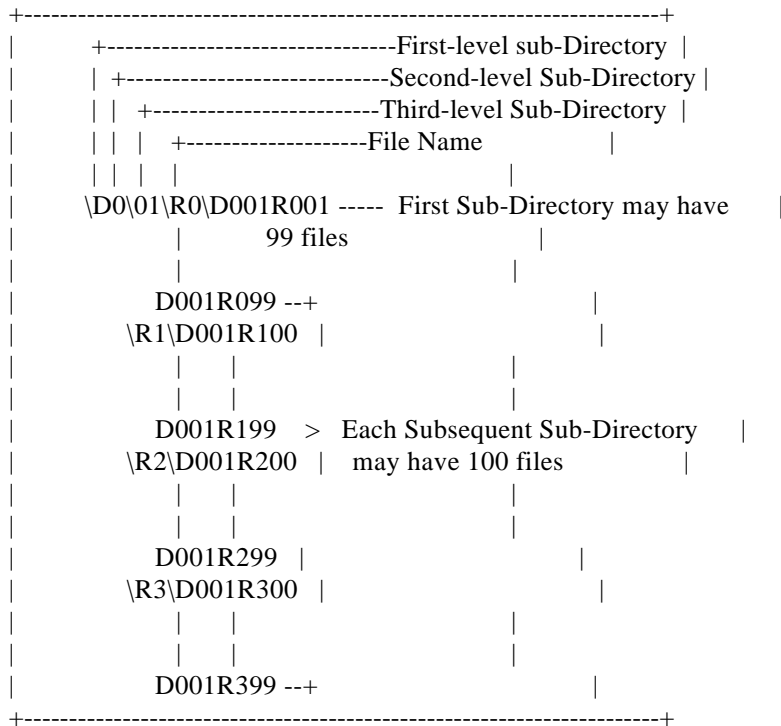 +-----------------------------------------------------------------------+
| +--------------------------------First-level sub-Directory |
| | +-----------------------------Second-level Sub-Directory |
| | | +-------------------------Third-level Sub-Directory |
| | | | +--------------------File Name |
| | | | | |
| \D0\01\R0\D001R001 ----- First Sub-Directory may have |
| | 99 files |
| | |
| D001R099 --+ |
| \R1\D001R100 | |
| | | |
| | | |
| D001R199 > Each Subsequent Sub-Directory |
| \R2\D001R200 | may have 100 files |
| | | |
| | | |
| D001R299 | |
| \R3\D001R300 | |
| | | |
| | | |
| D001R399 --+ |
+-----------------------------------------------------------------------+